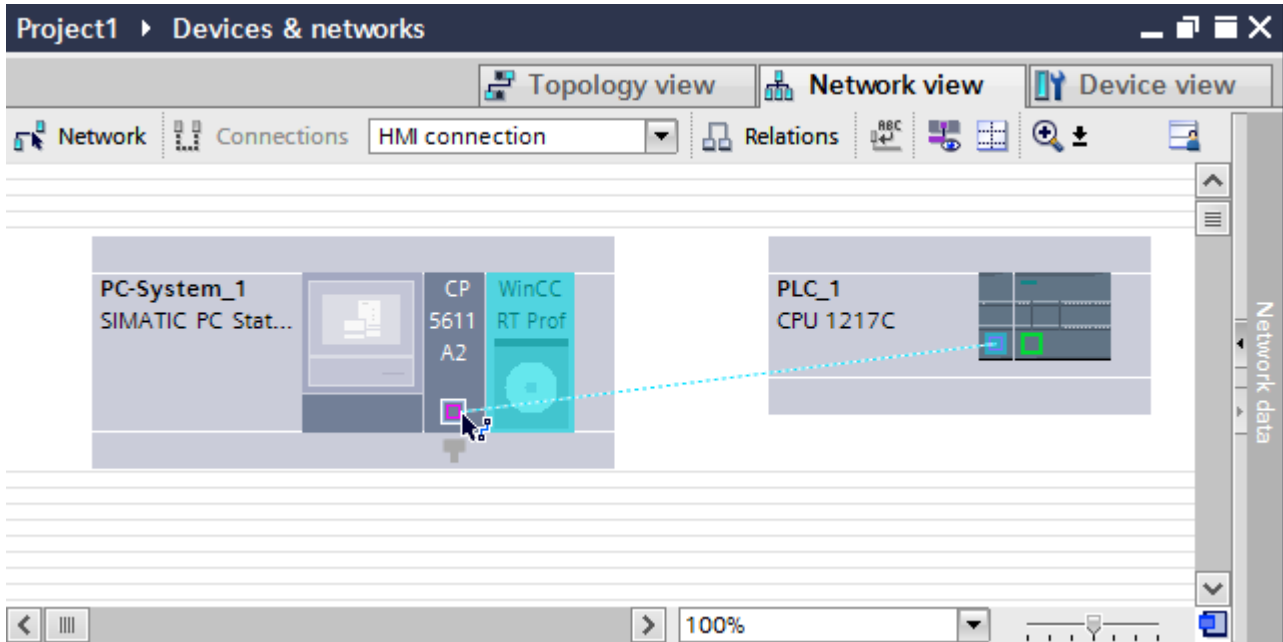 Project1 ▸ Devices & networks
Topology view Network view Device view
Network Connections HMI connection Relations
PC-System_1
SIMATIC PC Stat...
CP
5611
A2
WinCC
RT Prof
PLC_1
CPU 1217C
Network data
100%